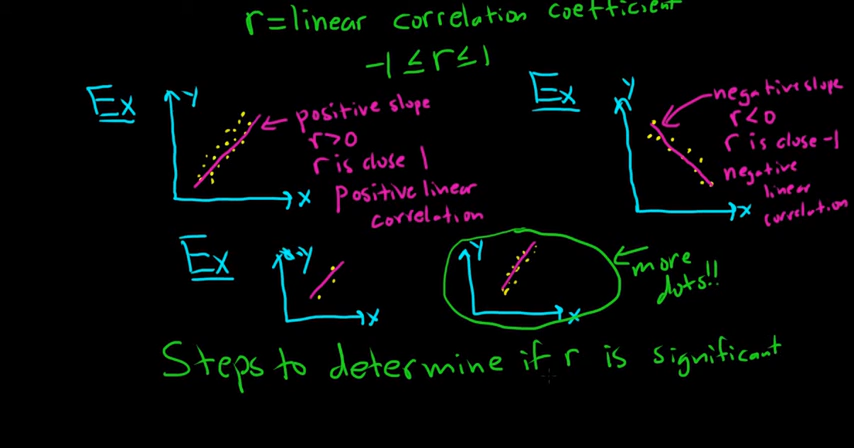 r=linear correlation coefficient
-1 ≤ r ≤ 1
Ex
Y
X
positive slope
r>0
r is close 1
positive linear
correlation
Ex
Y
X
negative slope
r<0
r is close -1
negative
linear
correlation
Ex
Y
X
Y
X
more
dots!!
Steps to determine if r is significant